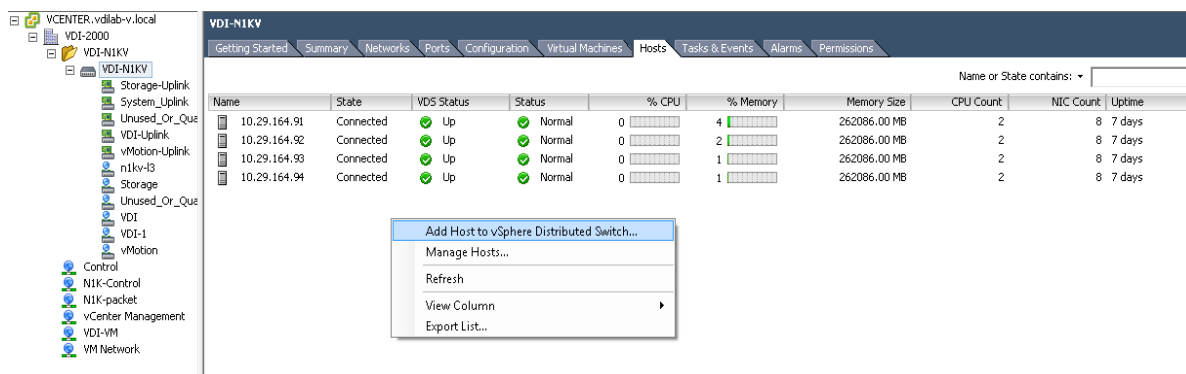 VCENTER.vdilab-v.local
VDI-2000
VDI-N1KV
VDI-N1KV
Storage-Uplink
System_Uplink
Unused_Or_Qua
VDI-Uplink
vMotion-Uplink
n1kv-l3
Storage
Unused_Or_Qua
VDI
VDI-1
vMotion
Control
N1K-Control
N1K-packet
vCenter Management
VDI-VM
VM Network
VDI-N1KV
Getting Started Summary Networks Ports Configuration Virtual Machines Hosts Tasks & Events Alarms Permissions
Name or State contains:
Name State VDS Status Status % CPU % Memory Memory Size CPU Count NIC Count Uptime
10.29.164.91 Connected Up Normal 0 4 262086.00 MB 2 8 7 days
10.29.164.92 Connected Up Normal 0 2 262086.00 MB 2 8 7 days
10.29.164.93 Connected Up Normal 0 1 262086.00 MB 2 8 7 days
10.29.164.94 Connected Up Normal 0 1 262086.00 MB 2 8 7 days
Add Host to vSphere Distributed Switch...
Manage Hosts...
Refresh
View Column
Export List...